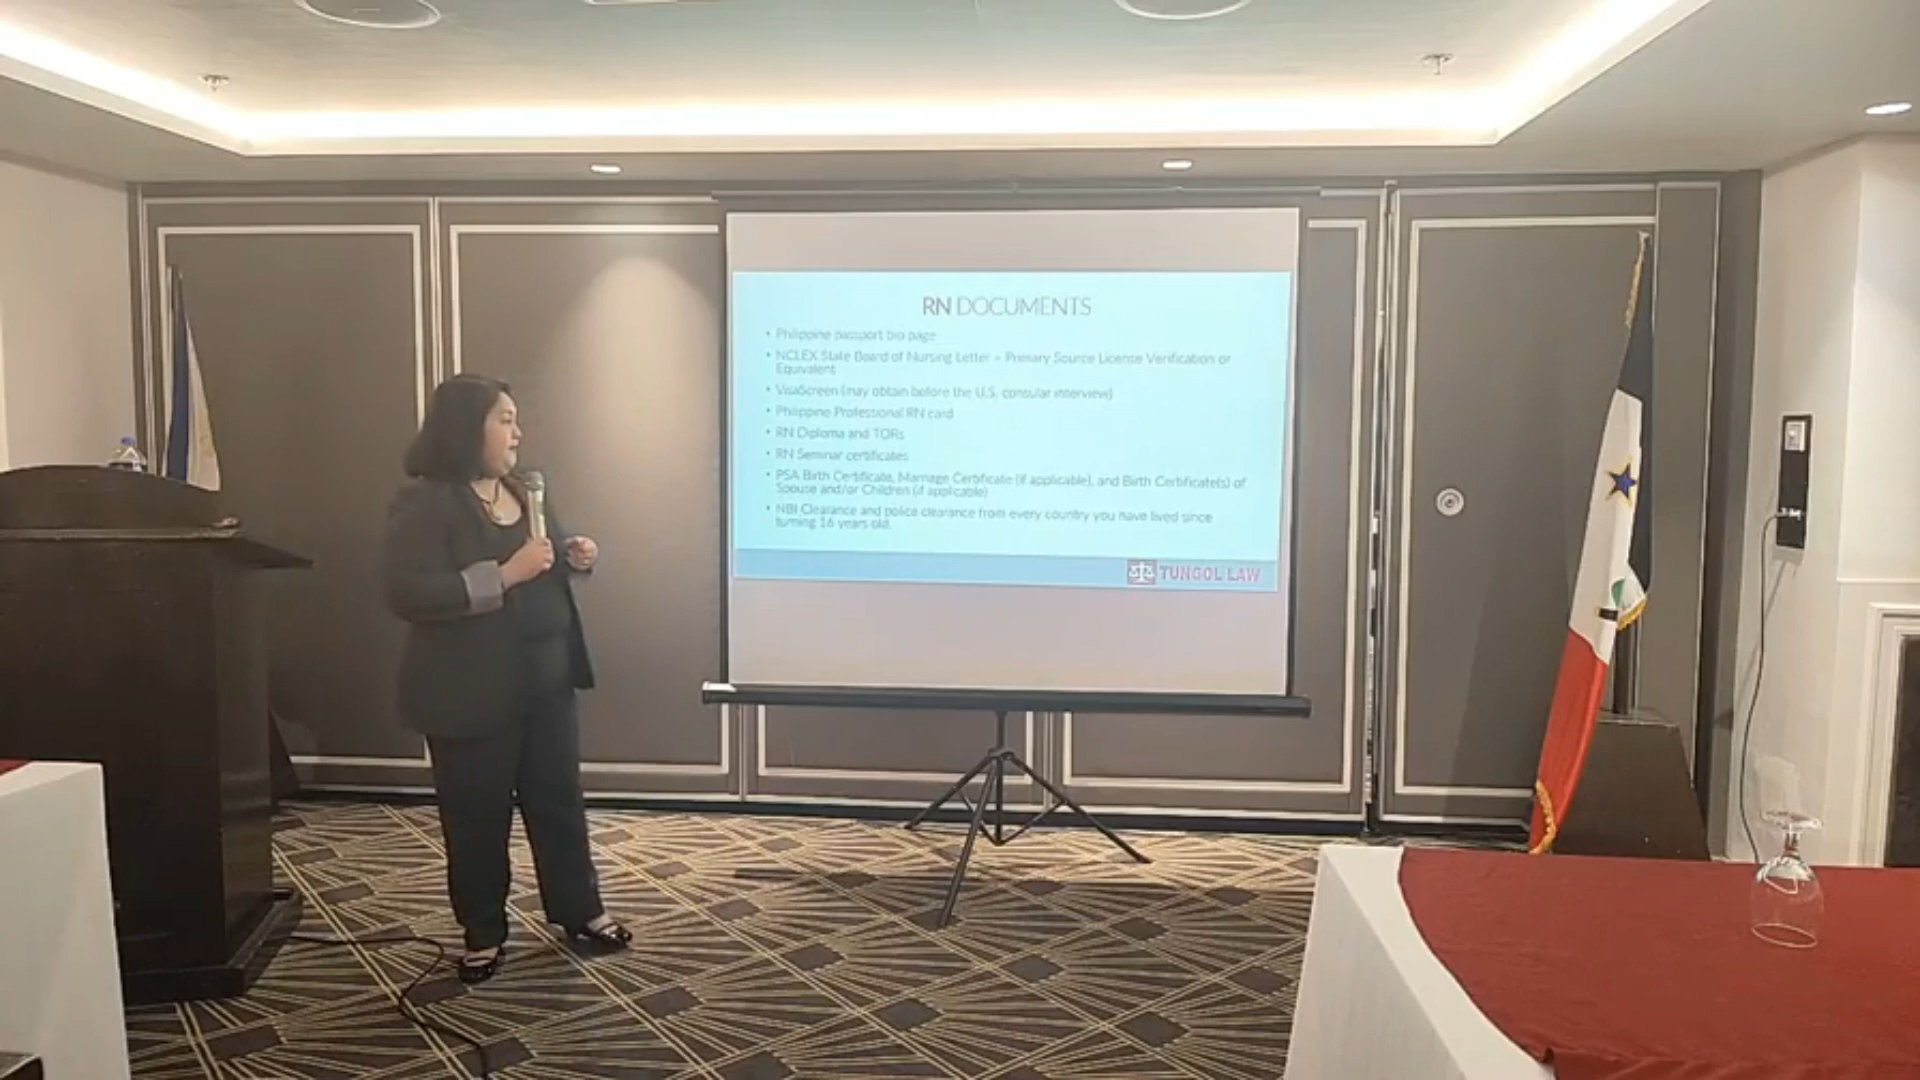 RN DOCUMENTS
• Philippine passport bio page
• NCLEX State Board of Nursing Letter – Primary Source License Verification or
Equivalent
• VisaScreen (may obtain before the U.S. consular interview)
• Philippine Professional RN card
• RN Diploma and TORs
• RN Seminar certificates
• PSA Birth Certificate, Marriage Certificate (if applicable), and Birth Certificate(s) of
Spouse and/or Children (if applicable)
• NBI Clearance and police clearance from every country you have lived since
turning 16 years old.
TUNGOL LAW